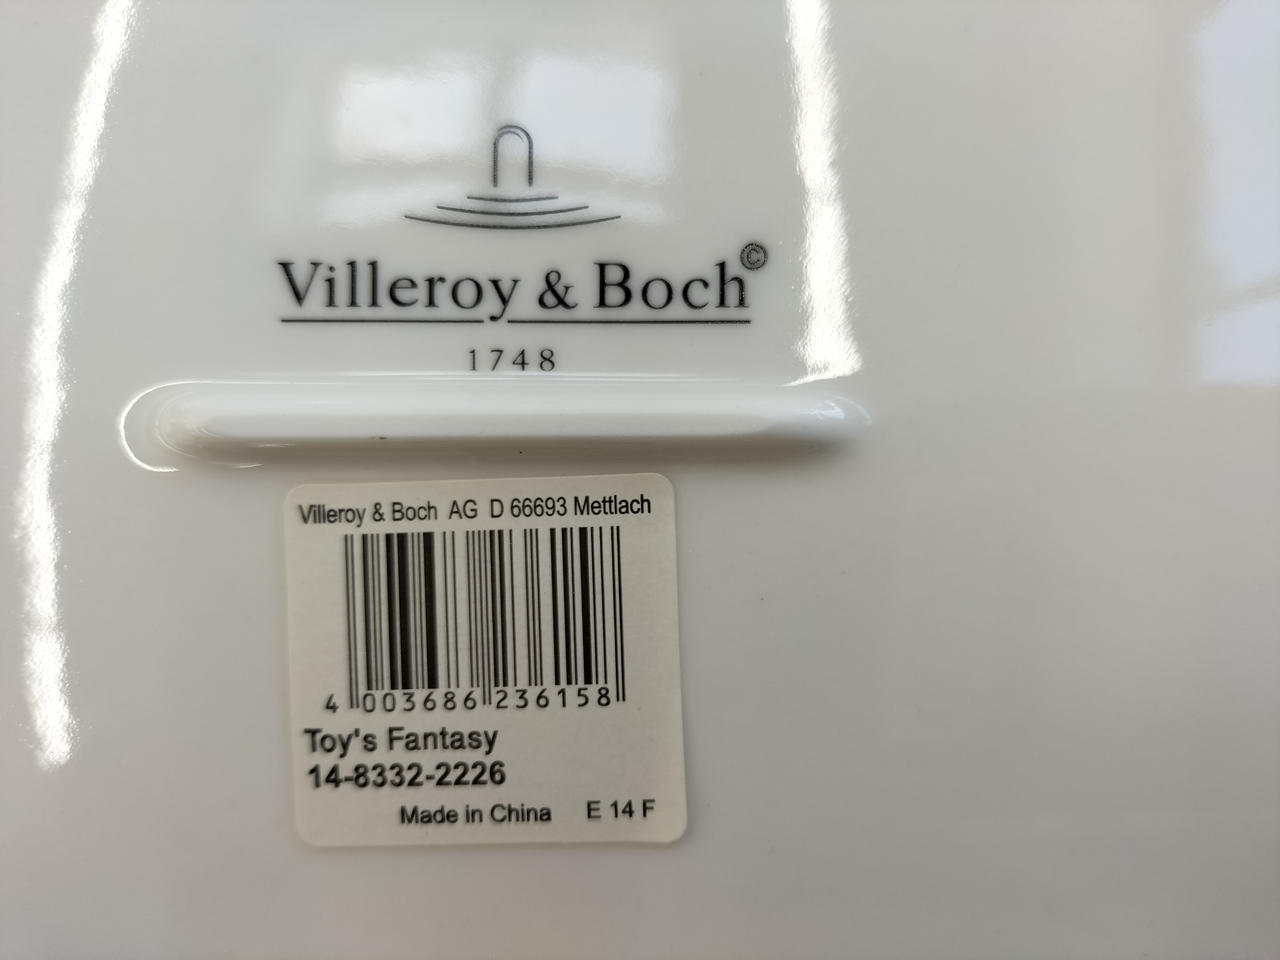 Villeroy & Boch©
1748
Villeroy & Boch AG D 66693 Mettlach
4 003686 236158
Toy's Fantasy
14-8332-2226
Made in China E 14 F